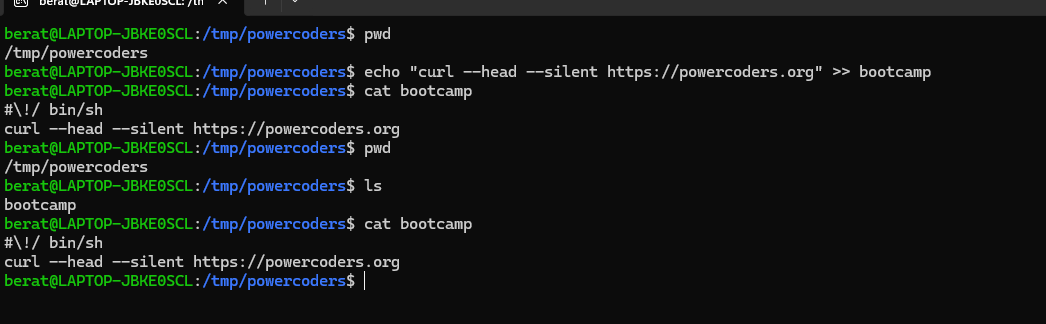 berat@LAPTOP-JBKE0SCL: /tm
berat@LAPTOP-JBKE0SCL:/tmp/powercoders$ pwd
/tmp/powercoders
berat@LAPTOP-JBKE0SCL:/tmp/powercoders$ echo "curl --head --silent https://powercoders.org" >> bootcamp
berat@LAPTOP-JBKE0SCL:/tmp/powercoders$ cat bootcamp
#\!/ bin/sh
curl --head --silent https://powercoders.org
berat@LAPTOP-JBKE0SCL:/tmp/powercoders$ pwd
/tmp/powercoders
berat@LAPTOP-JBKE0SCL:/tmp/powercoders$ ls
bootcamp
berat@LAPTOP-JBKE0SCL:/tmp/powercoders$ cat bootcamp
#\!/ bin/sh
curl --head --silent https://powercoders.org
berat@LAPTOP-JBKE0SCL:/tmp/powercoders$